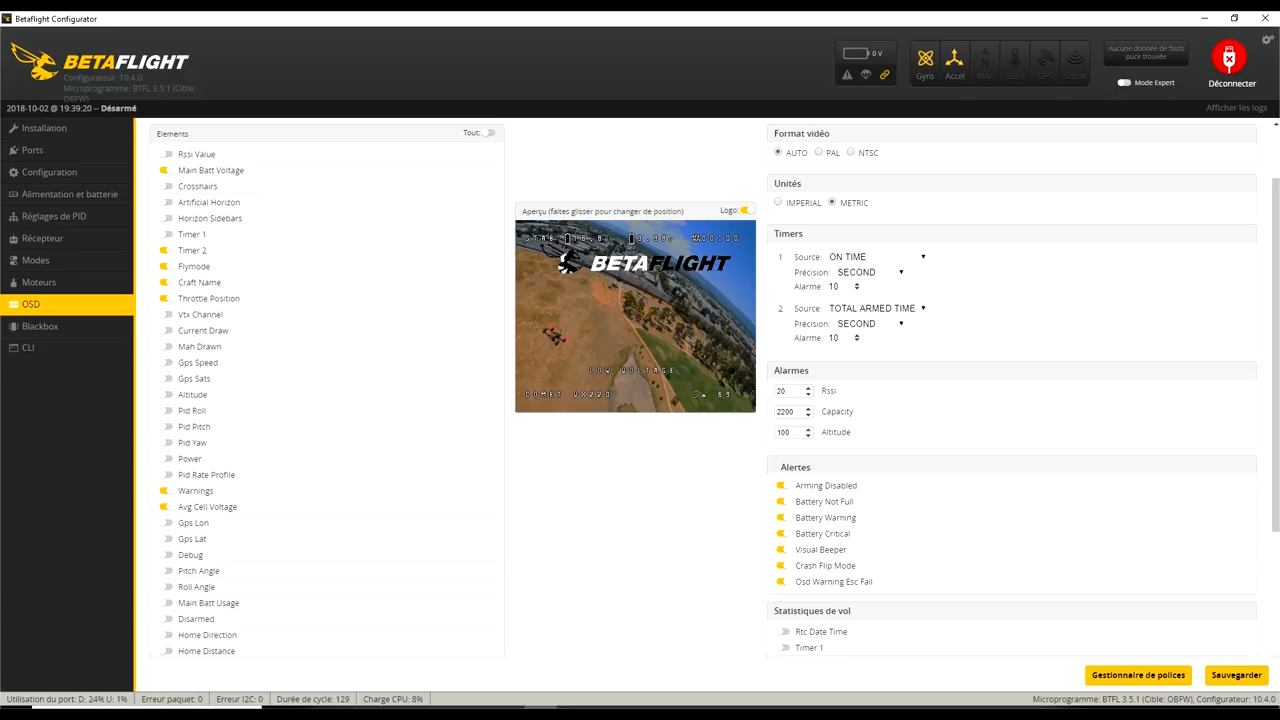 Betaflight Configurator
BETAFLIGHT
Configurateur: 10.4.0
Microprogramme: BTFL 3.5.1 (Cible:
OBFW)
0 V
Gyro
Accel
Mag
Baro
GPS
Sonar
Aucune donnée de flash
puce trouvée
Mode Expert
Déconnecter
2018-10-02 @ 19:39:20 -- Désarmé
Afficher les logs
Installation
Ports
Configuration
Alimentation et batterie
Réglages de PID
Récepteur
Modes
Moteurs
OSD
Blackbox
CLI
Elements
Tout:
Rssi Value
Main Batt Voltage
Crosshairs
Artificial Horizon
Horizon Sidebars
Timer 1
Timer 2
Flymode
Craft Name
Throttle Position
Vtx Channel
Current Draw
Mah Drawn
Gps Speed
Gps Sats
Altitude
Pid Roll
Pid Pitch
Pid Yaw
Power
Pid Rate Profile
Warnings
Avg Cell Voltage
Gps Lon
Gps Lat
Debug
Pitch Angle
Roll Angle
Main Batt Usage
Disarmed
Home Direction
Home Distance
Aperçu (faites glisser pour changer de position)
Logo:
STAB
BETAFLIGHT
LOW VOLTAGE
COMET VX220
69
Format vidéo
AUTO PAL NTSC
Unités
IMPERIAL METRIC
Timers
1 Source: ON TIME
Précision: SECOND
Alarme: 10
2 Source: TOTAL ARMED TIME
Précision: SECOND
Alarme: 10
Alarmes
20 Rssi
2200 Capacity
100 Altitude
Alertes
Arming Disabled
Battery Not Full
Battery Warning
Battery Critical
Visual Beeper
Crash Flip Mode
Osd Warning Esc Fail
Statistiques de vol
Rtc Date Time
Timer 1
Gestionnaire de polices
Sauvegarder
Utilisation du port: D: 24% U: 1%
Erreur paquet: 0
Erreur I2C: 0
Durée de cycle: 129
Charge CPU: 8%
Microprogramme: BTFL 3.5.1 (Cible: OBFW), Configurateur: 10.4.0